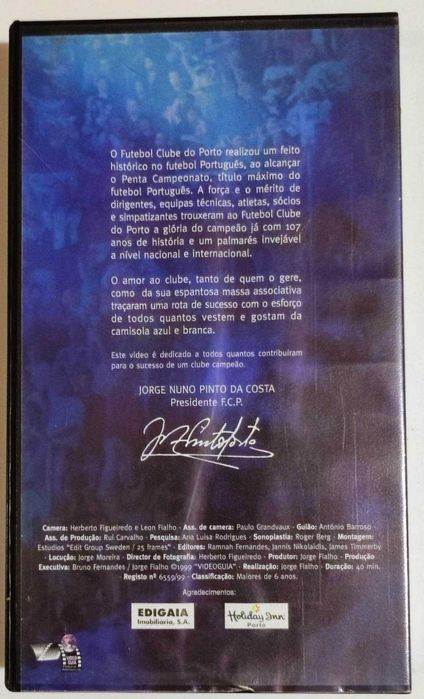 O Futebol Clube do Porto realizou um feito
histórico no futebol Português, ao alcançar
o Penta Campeonato, título máximo do
futebol Português. A força e o mérito de
dirigentes, equipas técnicas, atletas, sócios
e simpatizantes trouxeram ao Futebol Clube
do Porto a glória do campeão já com 107
anos de história e um palmarés invejável
a nível nacional e internacional.
O amor ao clube, tanto de quem o gere,
como da sua espantosa massa associativa
traçaram uma rota de sucesso com o esforço
de todos quantos vestem e gostam da
camisola azul e branca.
Este vídeo é dedicado a todos quantos contribuíram
para o sucesso de um clube campeão.
JORGE NUNO PINTO DA COSTA
Presidente F.C.P.
Camera: Herberto Figueiredo e Leon Fialho · Ass. de camera: Paulo Grandvaux · Guião: António Barroso
Ass. de Produção: Rui Carvalho · Pesquisa: Ana Luisa Rodrigues · Sonoplastia: Roger Berg · Montagem:
Estudios "Edit Group Sweden / 25 frames" · Editores: Ramnah Fernandes, Jannis Nikolaidis, James Timmerby
· Locução: Jorge Moreira · Director de Fotografia: Herberto Figueiredo · Produtor: Jorge Fialho · Produção
Executiva: Bruno Fernandes / Jorge Fialho ©1999 "VIDEOGUIA" · Realização: Jorge Fialho · Duração: 40 min.
Registo nº 6559/99 · Classificação: Maiores de 6 anos.
Agradecimentos:
EDIGAIA
Imobiliária, S.A.
Holiday Inn
Porto
VIDEO
GUIA